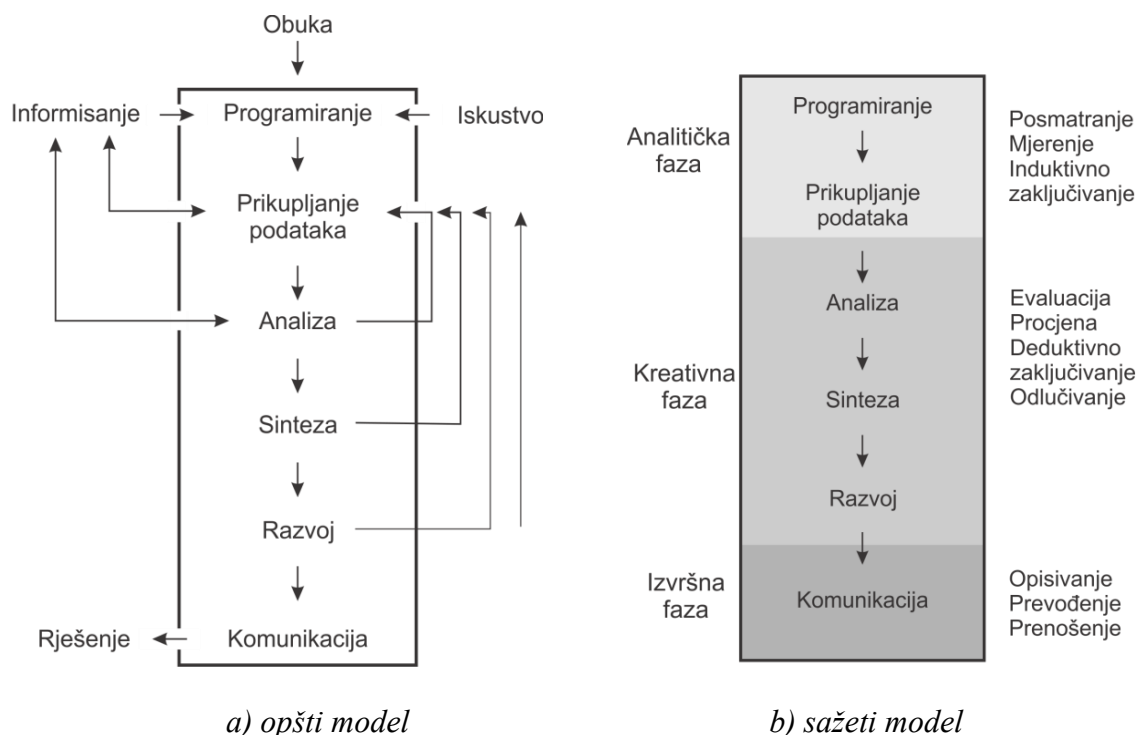 Obuka
Informisanje
Programiranje
Iskustvo
Prikupljanje
podataka
Analiza
Sinteza
Razvoj
Rješenje
Komunikacija
a) opšti model
Analitička
faza
Programiranje
Prikupljanje
podataka
Posmatranje
Mjerenje
Induktivno
zaključivanje
Kreativna
faza
Analiza
Sinteza
Razvoj
Evaluacija
Procjena
Deduktivno
zaključivanje
Odlučivanje
Izvršna
faza
Komunikacija
Opisivanje
Prevođenje
Prenošenje
b) sažeti model